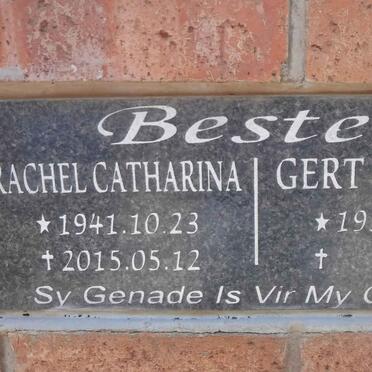 Beste
RACHEL CATHARINA GERT
★1941.10.23 ★19
✝2015.05.12 ✝
Sy Genade Is Vir My